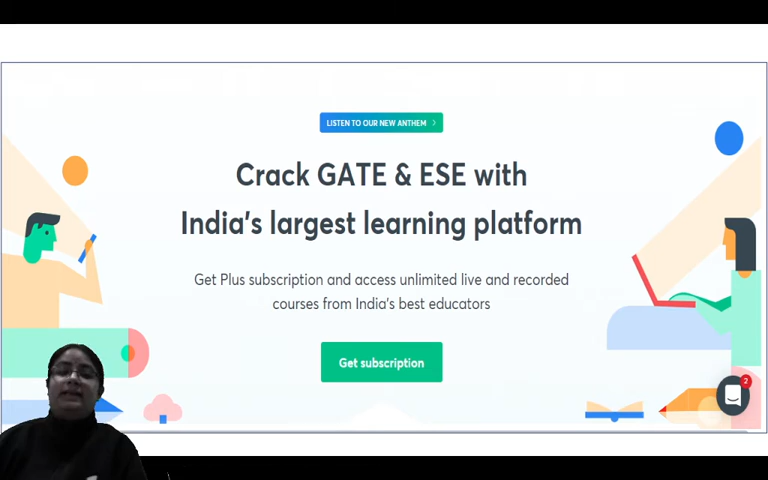 LISTEN TO OUR NEW ANTHEM >
Crack GATE & ESE with
India's largest learning platform
Get Plus subscription and access unlimited live and recorded
courses from India's best educators
Get subscription
2